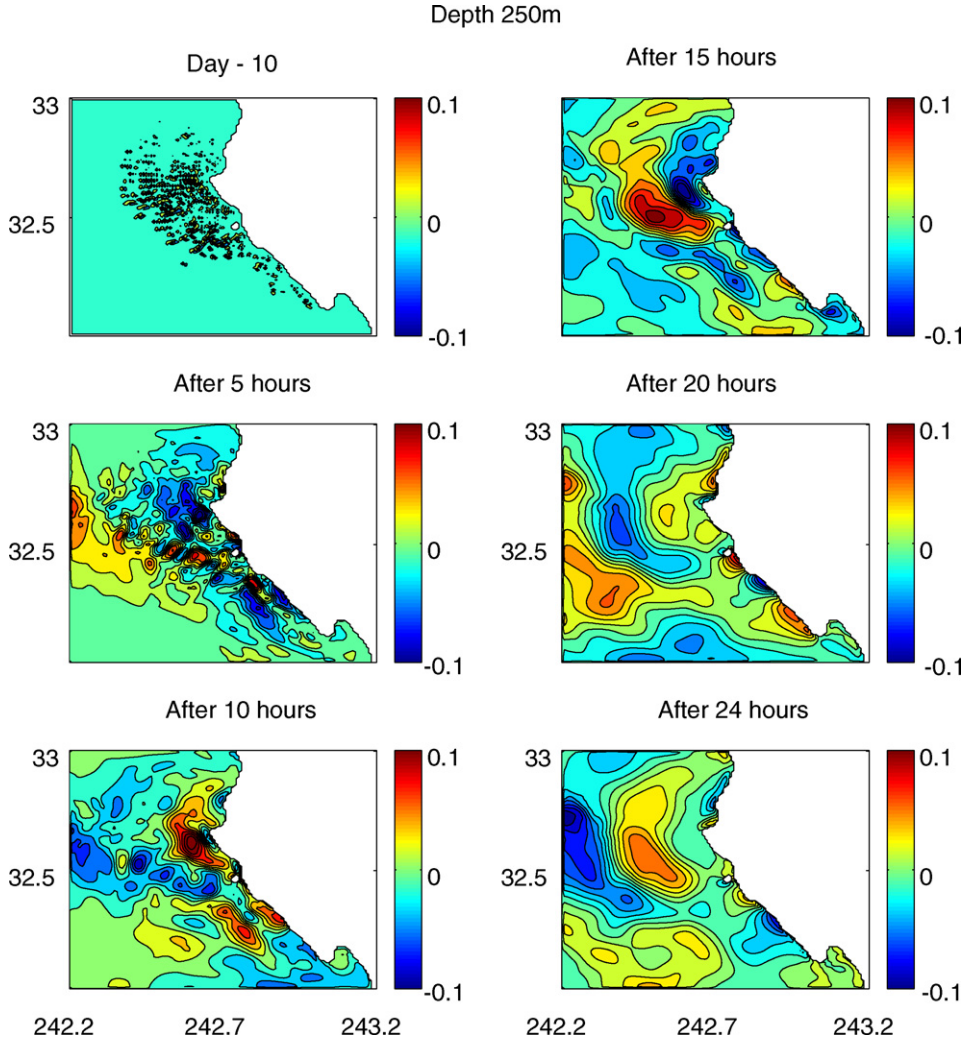 Depth 250m
Day - 10
33
32.5
0.1
0
-0.1
After 15 hours
0.1
0
-0.1
After 5 hours
33
32.5
0.1
0
-0.1
After 20 hours
0.1
0
-0.1
After 10 hours
33
32.5
0.1
0
-0.1
After 24 hours
0.1
0
-0.1
242.2 242.7 243.2
242.2 242.7 243.2